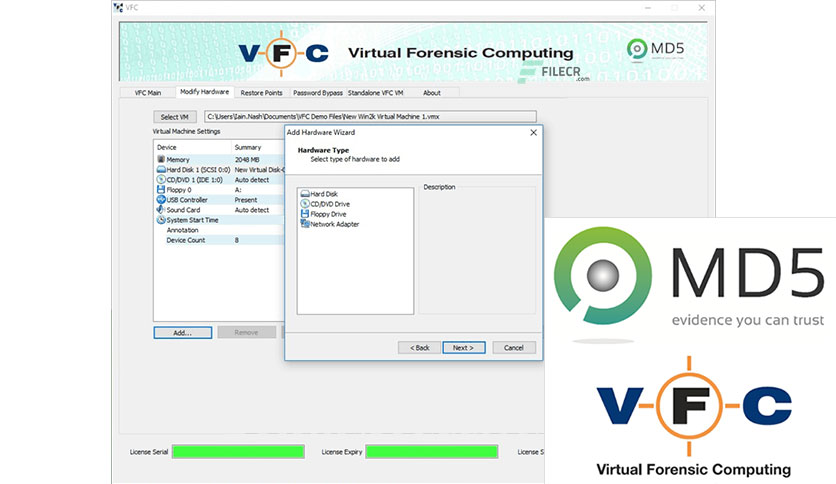 VFC
VFC Virtual Forensic Computing
MD5
FILECR
.com
VFC Main Modify Hardware Restore Points Password Bypass Standalone VFC VM About
Select VM C:\Users\Iain.Nash\Documents\VFC Demo Files\New Win2k Virtual Machine 1.vmx
Virtual Machine Settings
Device Summary
Memory 2048 MB
Hard Disk 1 (SCSI 0:0) New Virtual Disk-0
CD/DVD 1 (IDE 1:0) Auto detect
Floppy 0 A:
USB Controller Present
Sound Card Auto detect
System Start Time
Annotation
Device Count 8
Add... Remove
Add Hardware Wizard
Hardware Type
Select type of hardware to add
Hard Disk
CD/DVD Drive
Floppy Drive
Network Adapter
Description
< Back Next > Cancel
License Serial License Expiry License S
MD5
evidence you can trust
VFC
Virtual Forensic Computing